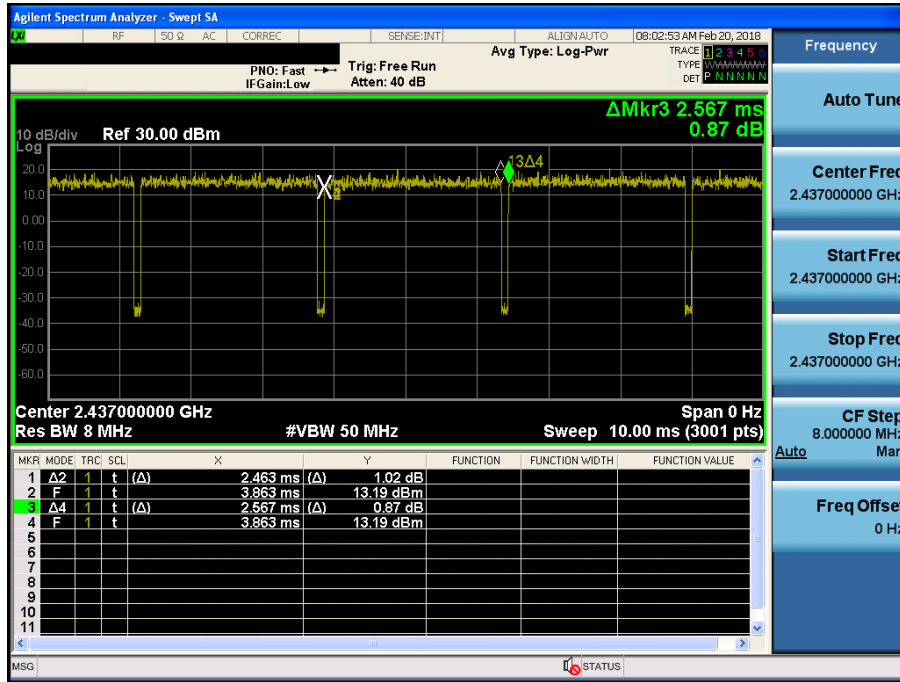 Agilent Spectrum Analyzer - Swept SA
LXI RF 50 Ω AC CORREC SENSE:INT ALIGN AUTO 08:02:53 AM Feb 20, 2018
Avg Type: Log-Pwr TRACE 1 2 3 4 5 6
PNO: Fast Trig: Free Run TYPE WWWWWW
IFGain:Low Atten: 40 dB DET P N N N N N
Frequency
ΔMkr3 2.567 ms
10 dB/div Ref 30.00 dBm 0.87 dB
Log
20.0
10.0
0.00
-10.0
-20.0
-30.0
-40.0
-50.0
-60.0
X
13Δ4
Center 2.437000000 GHz Span 0 Hz
Res BW 8 MHz #VBW 50 MHz Sweep 10.00 ms (3001 pts)
MKR MODE TRC SCL X Y FUNCTION FUNCTION WIDTH FUNCTION VALUE
1 Δ2 1 t (Δ) 2.463 ms (Δ) 1.02 dB
2 F 1 t 3.863 ms 13.19 dBm
3 Δ4 1 t (Δ) 2.567 ms (Δ) 0.87 dB
4 F 1 t 3.863 ms 13.19 dBm
5
6
7
8
9
10
11
MSG STATUS
Auto Tune
Center Freq
2.437000000 GHz
Start Freq
2.437000000 GHz
Stop Freq
2.437000000 GHz
CF Step
8.000000 MHz
Auto Man
Freq Offset
0 Hz